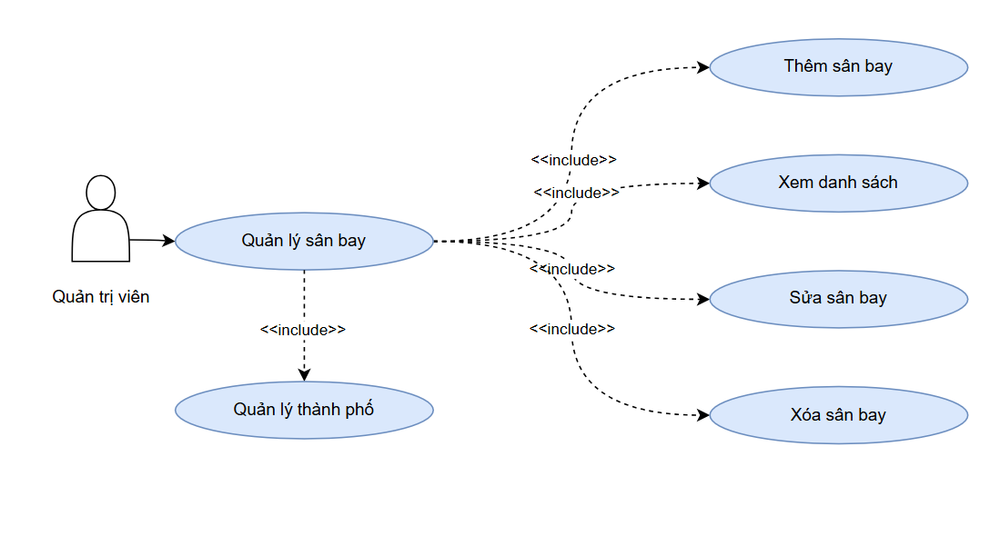 Thêm sân bay
<<include>>
Xem danh sách
<<include>>
Quản lý sân bay
<<include>>
Quản trị viên
Sửa sân bay
<<include>>
<<include>>
Quản lý thành phố
Xóa sân bay